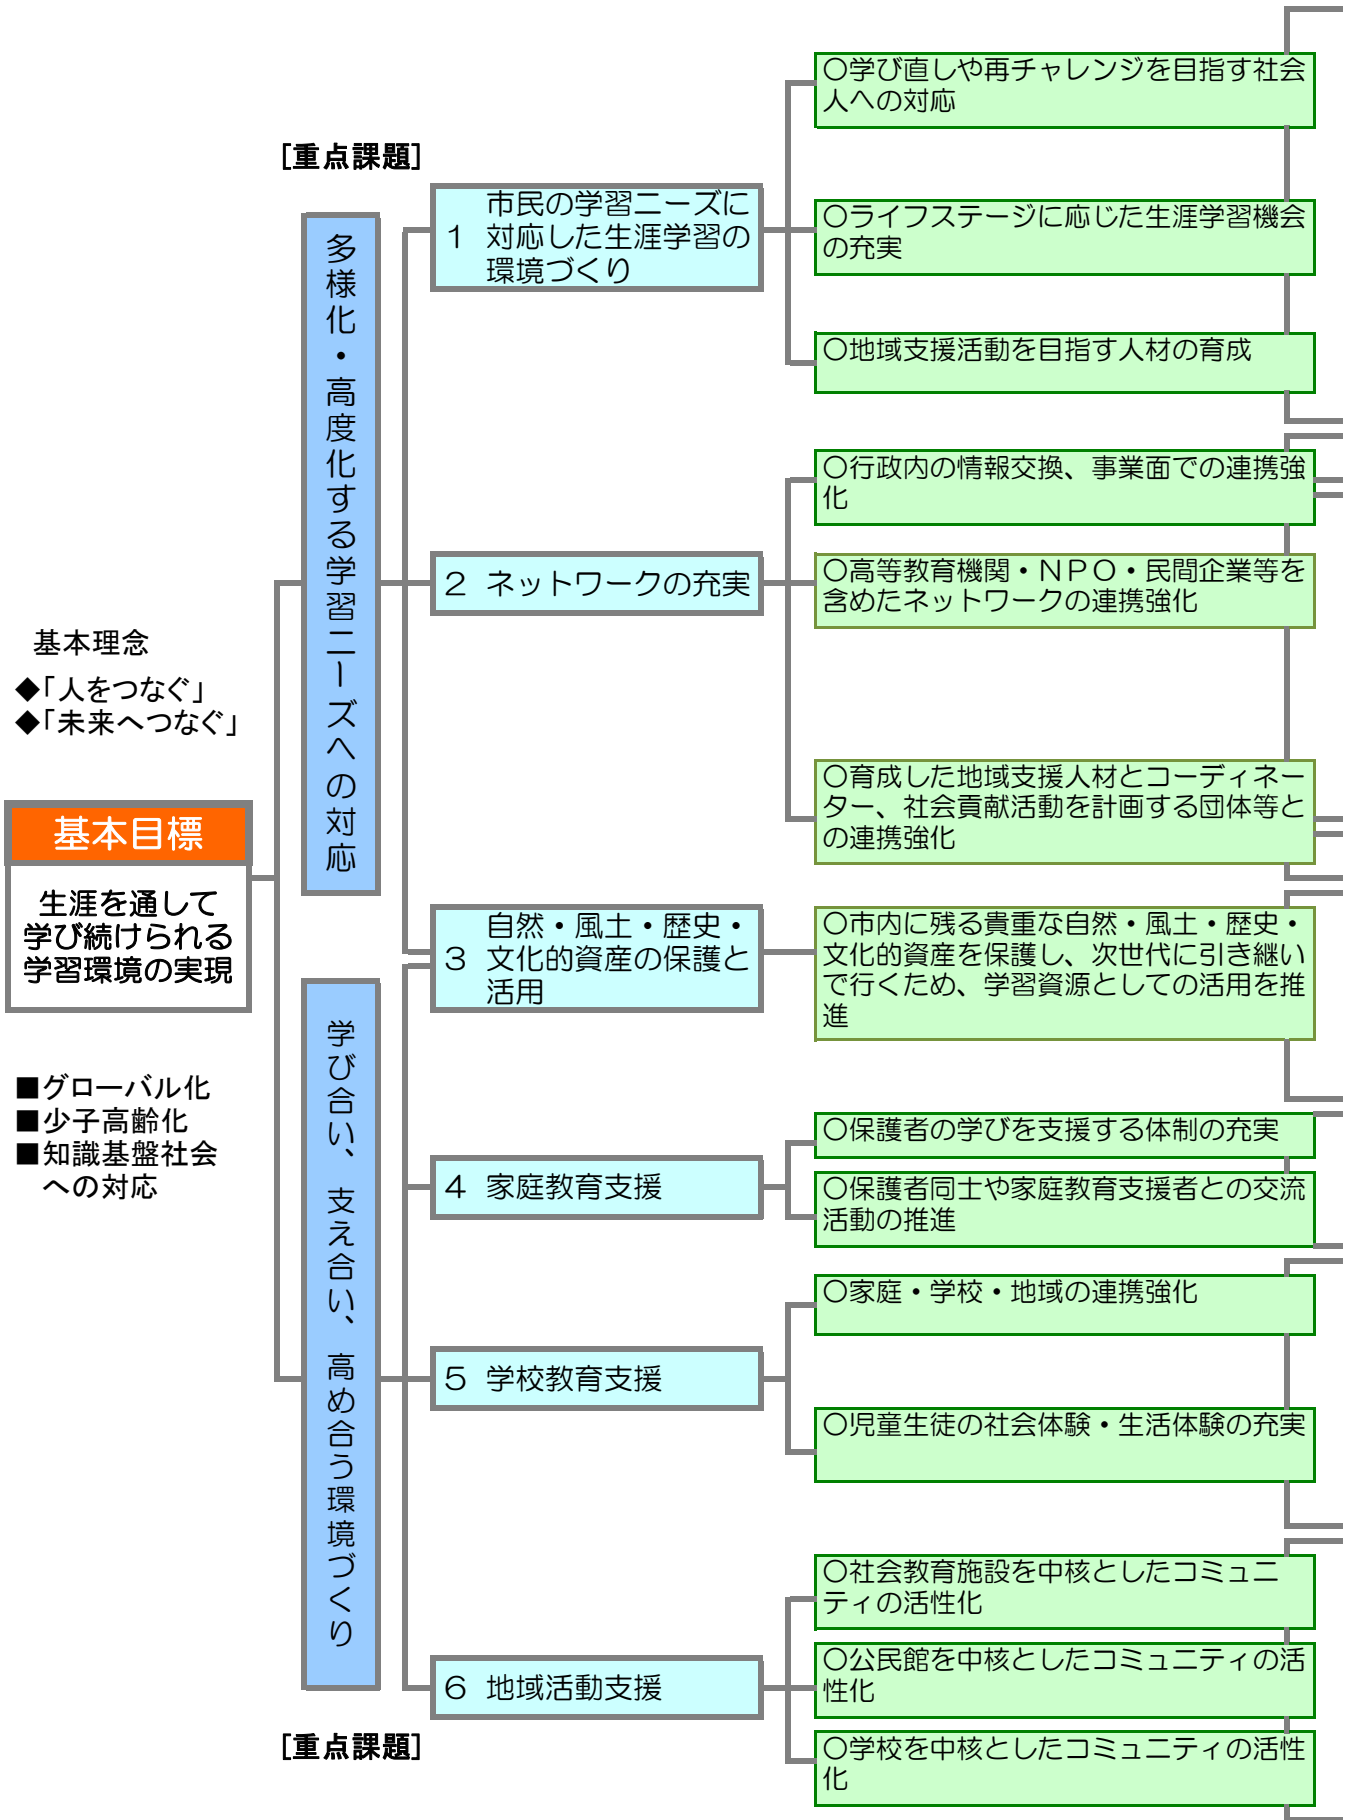 基本理念
◆「人をつなぐ」
◆「未来へつなぐ」
基本目標
生涯を通して
学び続けられる
学習環境の実現
■グローバル化
■少子高齢化
■知識基盤社会
への対応
[重点課題]
多様化・高度化する学習ニーズへの対応
1 市民の学習ニーズに
対応した生涯学習の
環境づくり
〇学び直しや再チャレンジを目指す社会
人への対応
〇ライフステージに応じた生涯学習機会
の充実
〇地域支援活動を目指す人材の育成
2 ネットワークの充実
〇行政内の情報交換、事業面での連携強
化
〇高等教育機関・ＮＰＯ・民間企業等を
含めたネットワークの連携強化
〇育成した地域支援人材とコーディネー
ター、社会貢献活動を計画する団体等と
の連携強化
3 自然・風土・歴史・
文化的資産の保護と
活用
〇市内に残る貴重な自然・風土・歴史・
文化的資産を保護し、次世代に引き継い
で行くため、学習資源としての活用を推
進
学び合い、支え合い、高め合う環境づくり
4 家庭教育支援
〇保護者の学びを支援する体制の充実
〇保護者同士や家庭教育支援者との交流
活動の推進
5 学校教育支援
〇家庭・学校・地域の連携強化
〇児童生徒の社会体験・生活体験の充実
6 地域活動支援
〇社会教育施設を中核としたコミュニ
ティの活性化
〇公民館を中核としたコミュニティの活
性化
〇学校を中核としたコミュニティの活性
化
[重点課題]